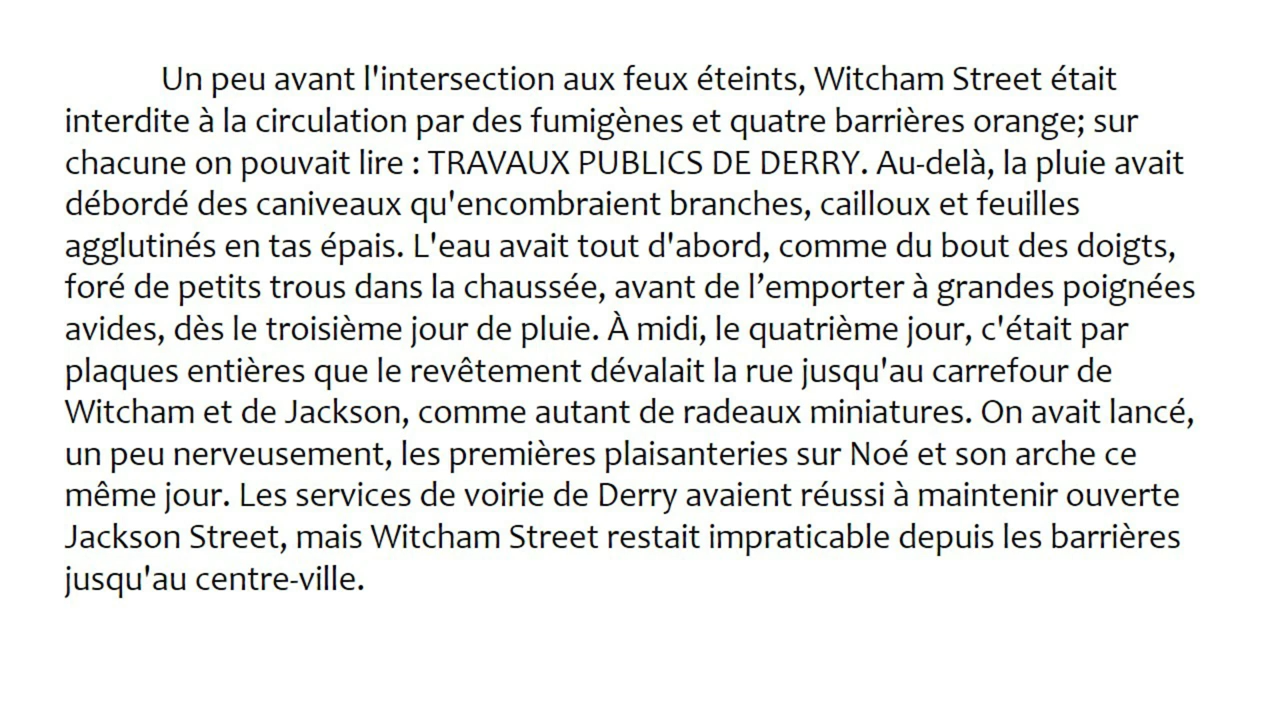 Un peu avant l'intersection aux feux éteints, Witcham Street était
interdite à la circulation par des fumigènes et quatre barrières orange; sur
chacune on pouvait lire : TRAVAUX PUBLICS DE DERRY. Au-delà, la pluie avait
débordé des caniveaux qu'encombraient branches, cailloux et feuilles
agglutinés en tas épais. L'eau avait tout d'abord, comme du bout des doigts,
foré de petits trous dans la chaussée, avant de l’emporter à grandes poignées
avides, dès le troisième jour de pluie. À midi, le quatrième jour, c'était par
plaques entières que le revêtement dévalait la rue jusqu'au carrefour de
Witcham et de Jackson, comme autant de radeaux miniatures. On avait lancé,
un peu nerveusement, les premières plaisanteries sur Noé et son arche ce
même jour. Les services de voirie de Derry avaient réussi à maintenir ouverte
Jackson Street, mais Witcham Street restait impraticable depuis les barrières
jusqu'au centre-ville.